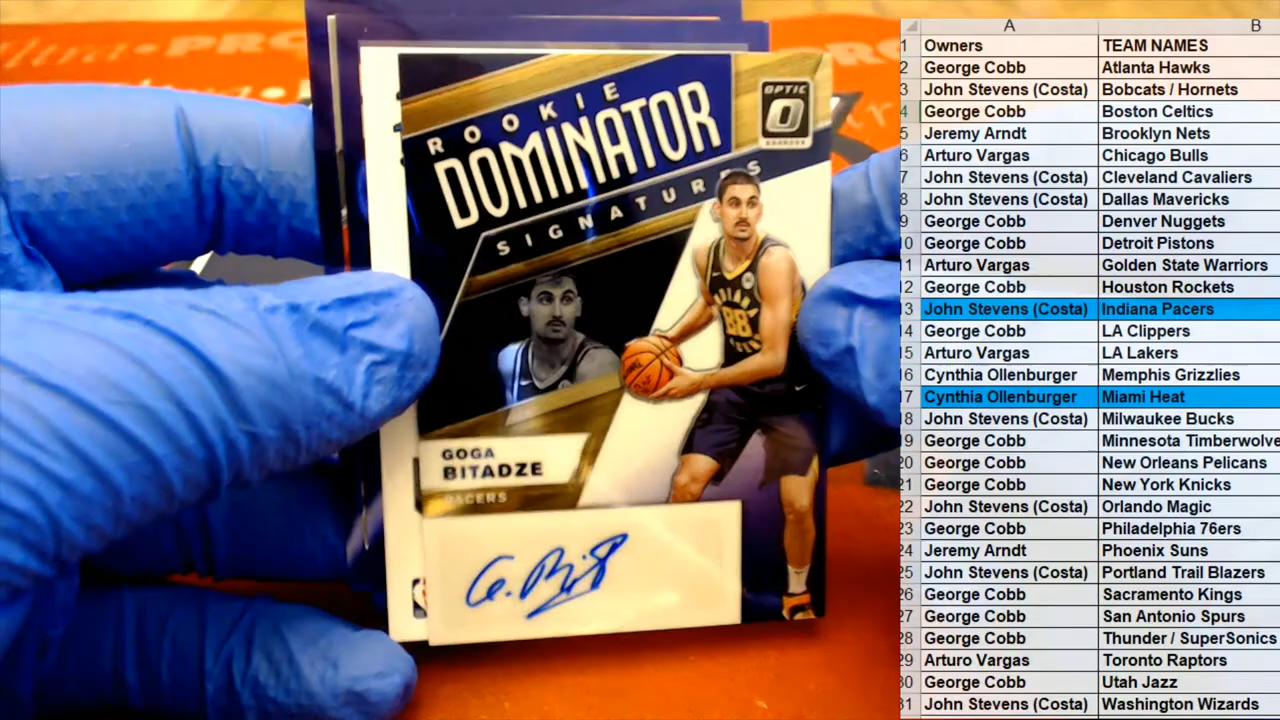 ultra•PRO
ROOKIE
DOMINATOR
SIGNATURES
OPTIC
INDIANA
88
GOGA
BITADZE
PACERS
G. Bit
A B
1 Owners TEAM NAMES
2 George Cobb Atlanta Hawks
3 John Stevens (Costa) Bobcats / Hornets
4 George Cobb Boston Celtics
5 Jeremy Arndt Brooklyn Nets
6 Arturo Vargas Chicago Bulls
7 John Stevens (Costa) Cleveland Cavaliers
8 John Stevens (Costa) Dallas Mavericks
9 George Cobb Denver Nuggets
10 George Cobb Detroit Pistons
11 Arturo Vargas Golden State Warriors
12 George Cobb Houston Rockets
13 John Stevens (Costa) Indiana Pacers
14 George Cobb LA Clippers
15 Arturo Vargas LA Lakers
16 Cynthia Ollenburger Memphis Grizzlies
17 Cynthia Ollenburger Miami Heat
18 John Stevens (Costa) Milwaukee Bucks
19 George Cobb Minnesota Timberwolve
20 George Cobb New Orleans Pelicans
21 George Cobb New York Knicks
22 John Stevens (Costa) Orlando Magic
23 George Cobb Philadelphia 76ers
24 Jeremy Arndt Phoenix Suns
25 John Stevens (Costa) Portland Trail Blazers
26 George Cobb Sacramento Kings
27 George Cobb San Antonio Spurs
28 George Cobb Thunder / SuperSonics
29 Arturo Vargas Toronto Raptors
30 George Cobb Utah Jazz
31 John Stevens (Costa) Washington Wizards